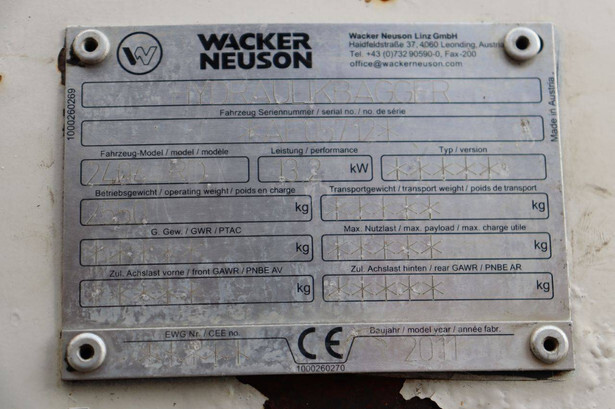 WACKER
NEUSON
Wacker Neuson Linz GmbH
Haidfeldstraße 37, 4060 Leonding, Austria
Tel. +43 (0)732 90590-0, Fax-200
office@wackerneuson.com
1000260269
Made in Austria
Fahrzeug Seriennummer / serial no. / no. de série
Fahrzeug-Model / model / modèle
Leistung / performance
Typ / version
kW
******
Betriebsgewicht / operating weight / poids en charge
Transportgewicht / transport weight / poids de transport
kg
kg
G. Gew. / GWR / PTAC
Max. Nutzlast / max. payload / max. charge utile
kg
***** kg
Zul. Achslast vorne / front GAWR / PNBE AV
Zul. Achslast hinten / rear GAWR / PNBE AR
kg
***** kg
EWG Nr. / CEE no.
CE
Baujahr / model year / année fabr.
2011
1000260270